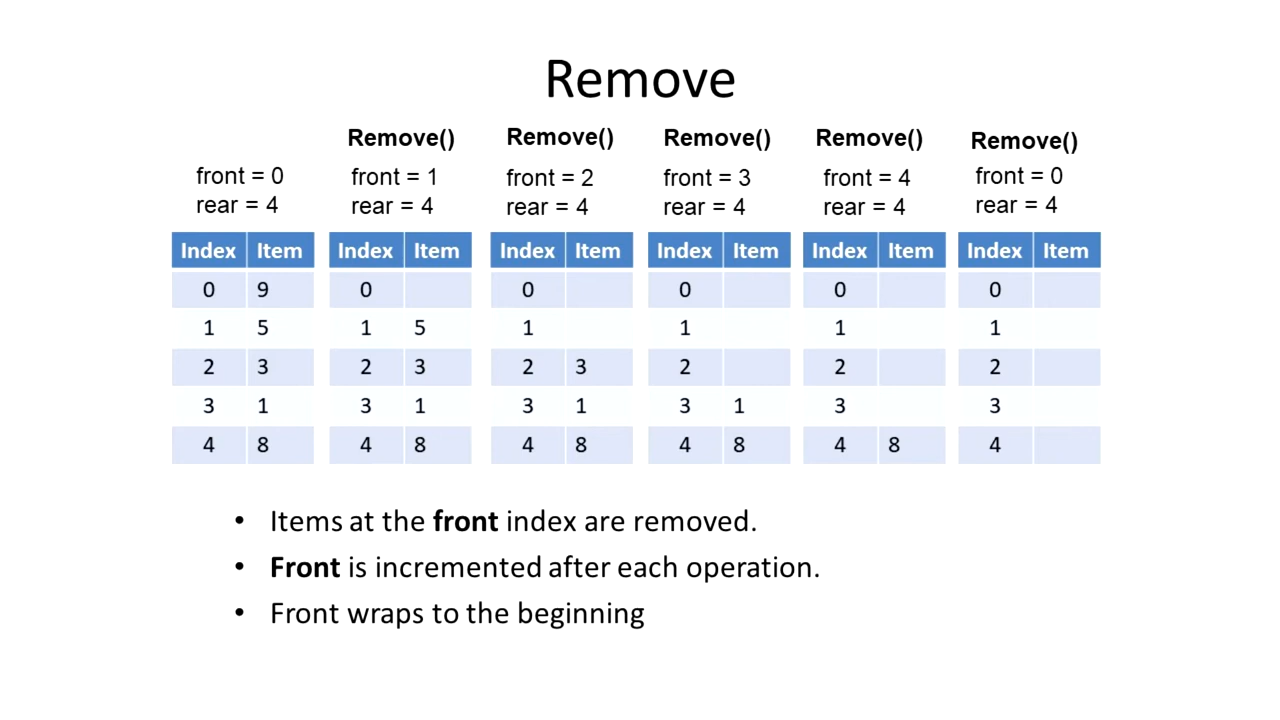 Remove
Remove() Remove() Remove() Remove() Remove()
front = 0 front = 1 front = 2 front = 3 front = 4 front = 0
rear = 4 rear = 4 rear = 4 rear = 4 rear = 4 rear = 4
Index Item Index Item Index Item Index Item Index Item Index Item
0 9 0 0 0 0 0
1 5 1 5 1 1 1 1
2 3 2 3 2 3 2 2 2
3 1 3 1 3 1 3 1 3 3
4 8 4 8 4 8 4 8 4 8 4
• Items at the front index are removed.
• Front is incremented after each operation.
• Front wraps to the beginning